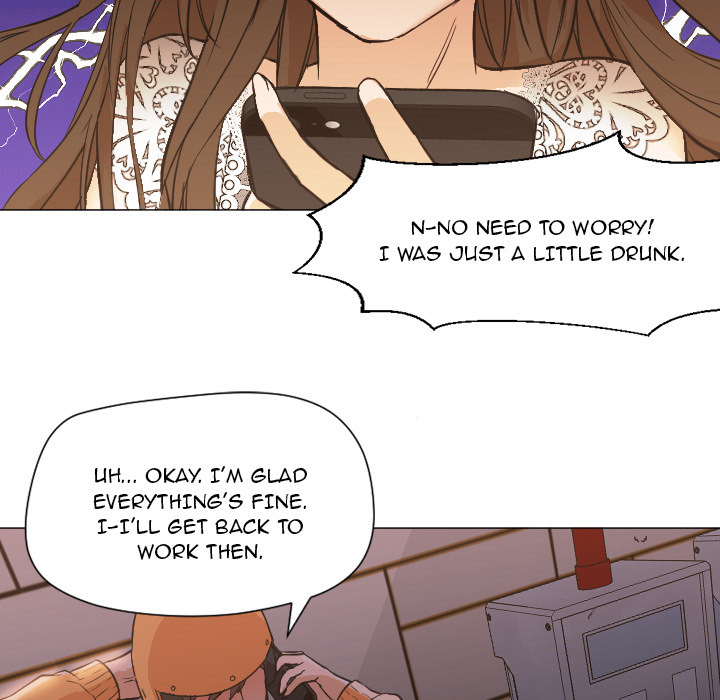 N-NO NEED TO WORRY!
I WAS JUST A LITTLE DRUNK.
UH... OKAY. I'M GLAD
EVERYTHING'S FINE.
I-I'LL GET BACK TO
WORK THEN.